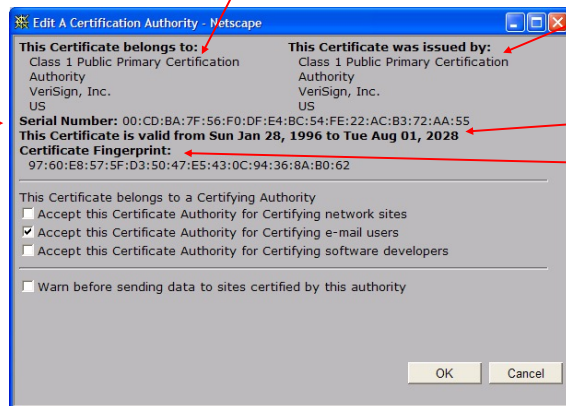 Edit A Certification Authority - Netscape
This Certificate belongs to:
Class 1 Public Primary Certification
Authority
VeriSign, Inc.
US
This Certificate was issued by:
Class 1 Public Primary Certification
Authority
VeriSign, Inc.
US
Serial Number: 00:CD:BA:7F:56:F0:DF:E4:BC:54:FE:22:AC:B3:72:AA:55
This Certificate is valid from Sun Jan 28, 1996 to Tue Aug 01, 2028
Certificate Fingerprint:
97:60:E8:57:5F:D3:50:47:E5:43:0C:94:36:8A:B0:62
This Certificate belongs to a Certifying Authority
Accept this Certificate Authority for Certifying network sites
Accept this Certificate Authority for Certifying e-mail users
Accept this Certificate Authority for Certifying software developers
Warn before sending data to sites certified by this authority
OK
Cancel